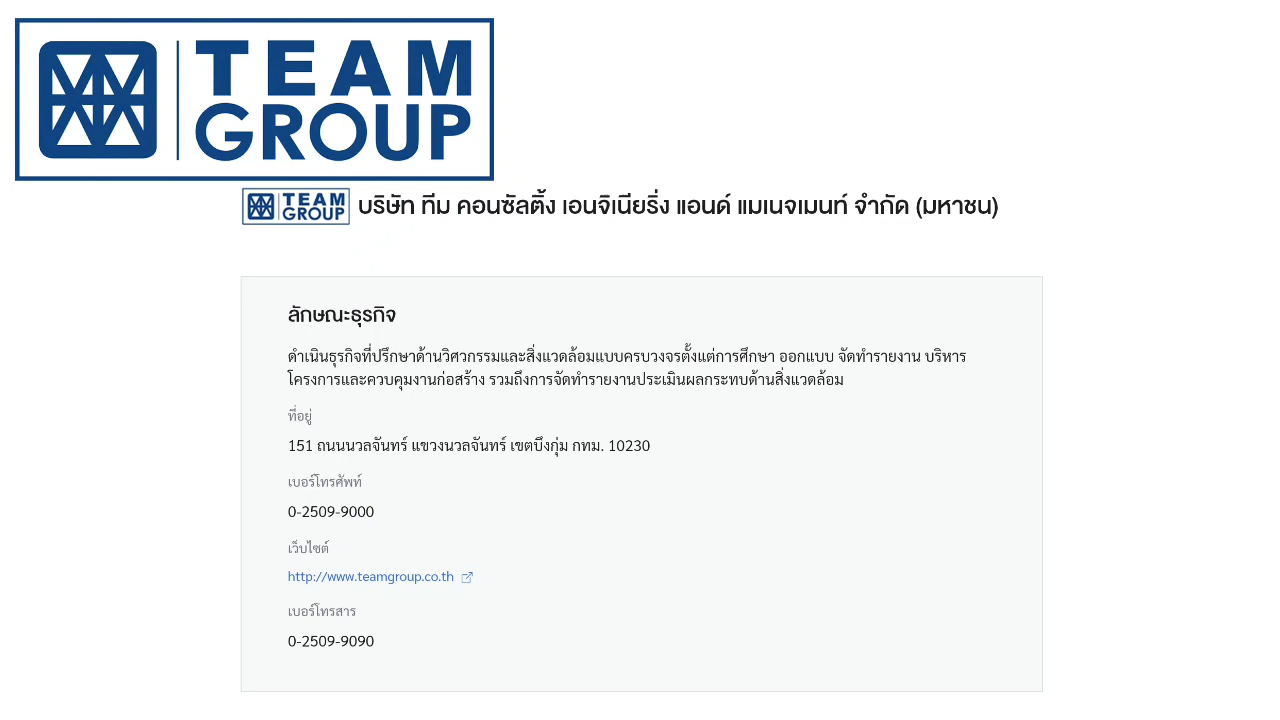 TEAM
GROUP
TEAM
GROUP
บริษัท ทีม คอนซัลติ้ง เอนจิเนียริ่ง แอนด์ แมเนจเมนท์ จำกัด (มหาชน)
ลักษณะธุรกิจ
ดำเนินธุรกิจที่ปรึกษาด้านวิศวกรรมและสิ่งแวดล้อมแบบครบวงจรตั้งแต่การศึกษา ออกแบบ จัดทำรายงาน บริหาร
โครงการและควบคุมงานก่อสร้าง รวมถึงการจัดทำรายงานประเมินผลกระทบด้านสิ่งแวดล้อม
ที่อยู่
151 ถนนนวลจันทร์ แขวงนวลจันทร์ เขตบึงกุ่ม กทม. 10230
เบอร์โทรศัพท์
0-2509-9000
เว็บไซต์
http://www.teamgroup.co.th
เบอร์โทรสาร
0-2509-9090